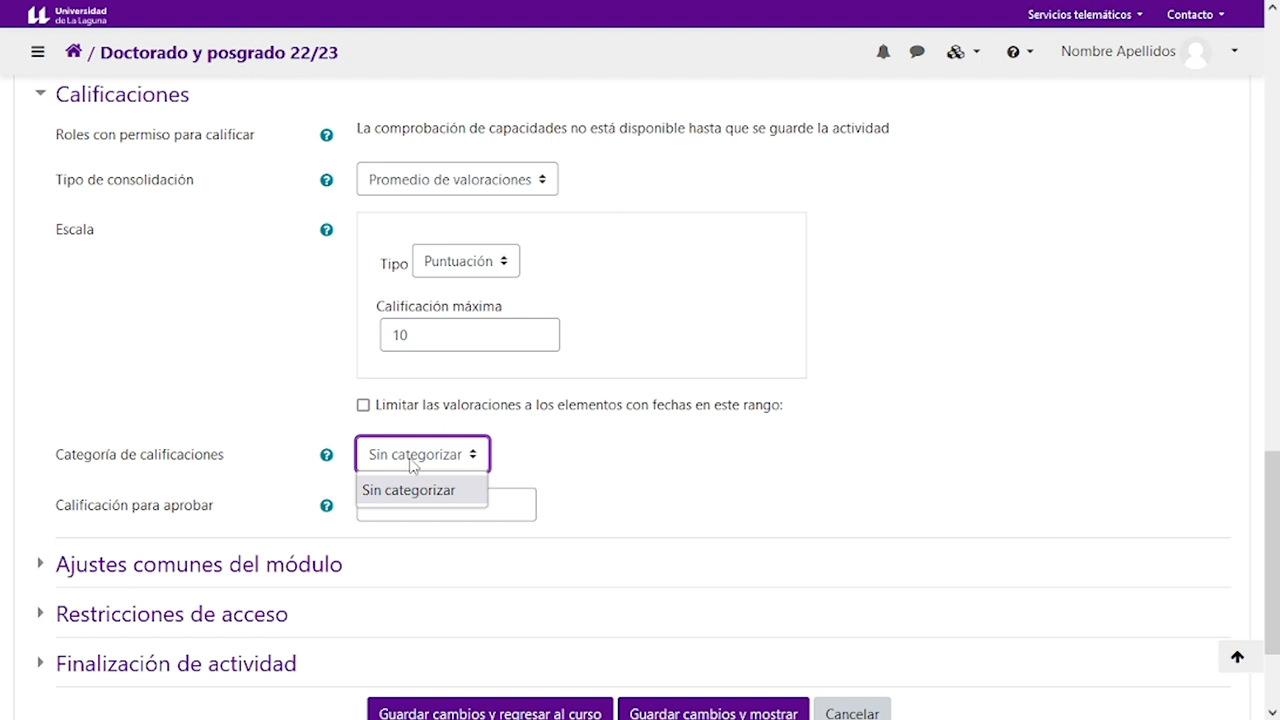 Universidad
de La Laguna
Servicios telemáticos
Contacto
/ Doctorado y posgrado 22/23
Nombre Apellidos
Calificaciones
Roles con permiso para calificar
La comprobación de capacidades no está disponible hasta que se guarde la actividad
Tipo de consolidación
Promedio de valoraciones
Escala
Tipo
Puntuación
Calificación máxima
10
Limitar las valoraciones a los elementos con fechas en este rango:
Categoría de calificaciones
Sin categorizar
Sin categorizar
Calificación para aprobar
Ajustes comunes del módulo
Restricciones de acceso
Finalización de actividad
Guardar cambios y regresar al curso
Guardar cambios y mostrar
Cancelar